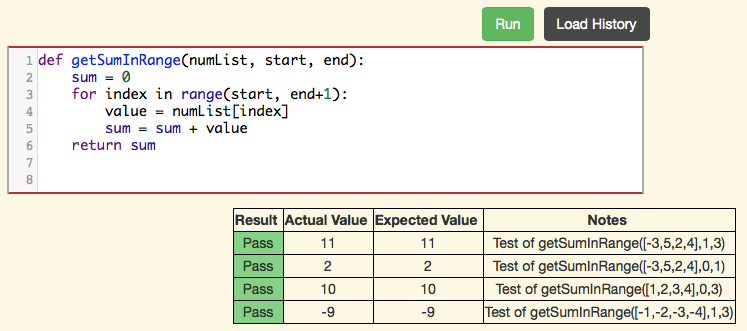 Run Load History
1 def getSumInRange(numList, start, end):
2 sum = 0
3 for index in range(start, end+1):
4 value = numList[index]
5 sum = sum + value
6 return sum
7
8
Result Actual Value Expected Value Notes
Pass 11 11 Test of getSumInRange([-3,5,2,4],1,3)
Pass 2 2 Test of getSumInRange([-3,5,2,4],0,1)
Pass 10 10 Test of getSumInRange([1,2,3,4],0,3)
Pass -9 -9 Test of getSumInRange([-1,-2,-3,-4],1,3)